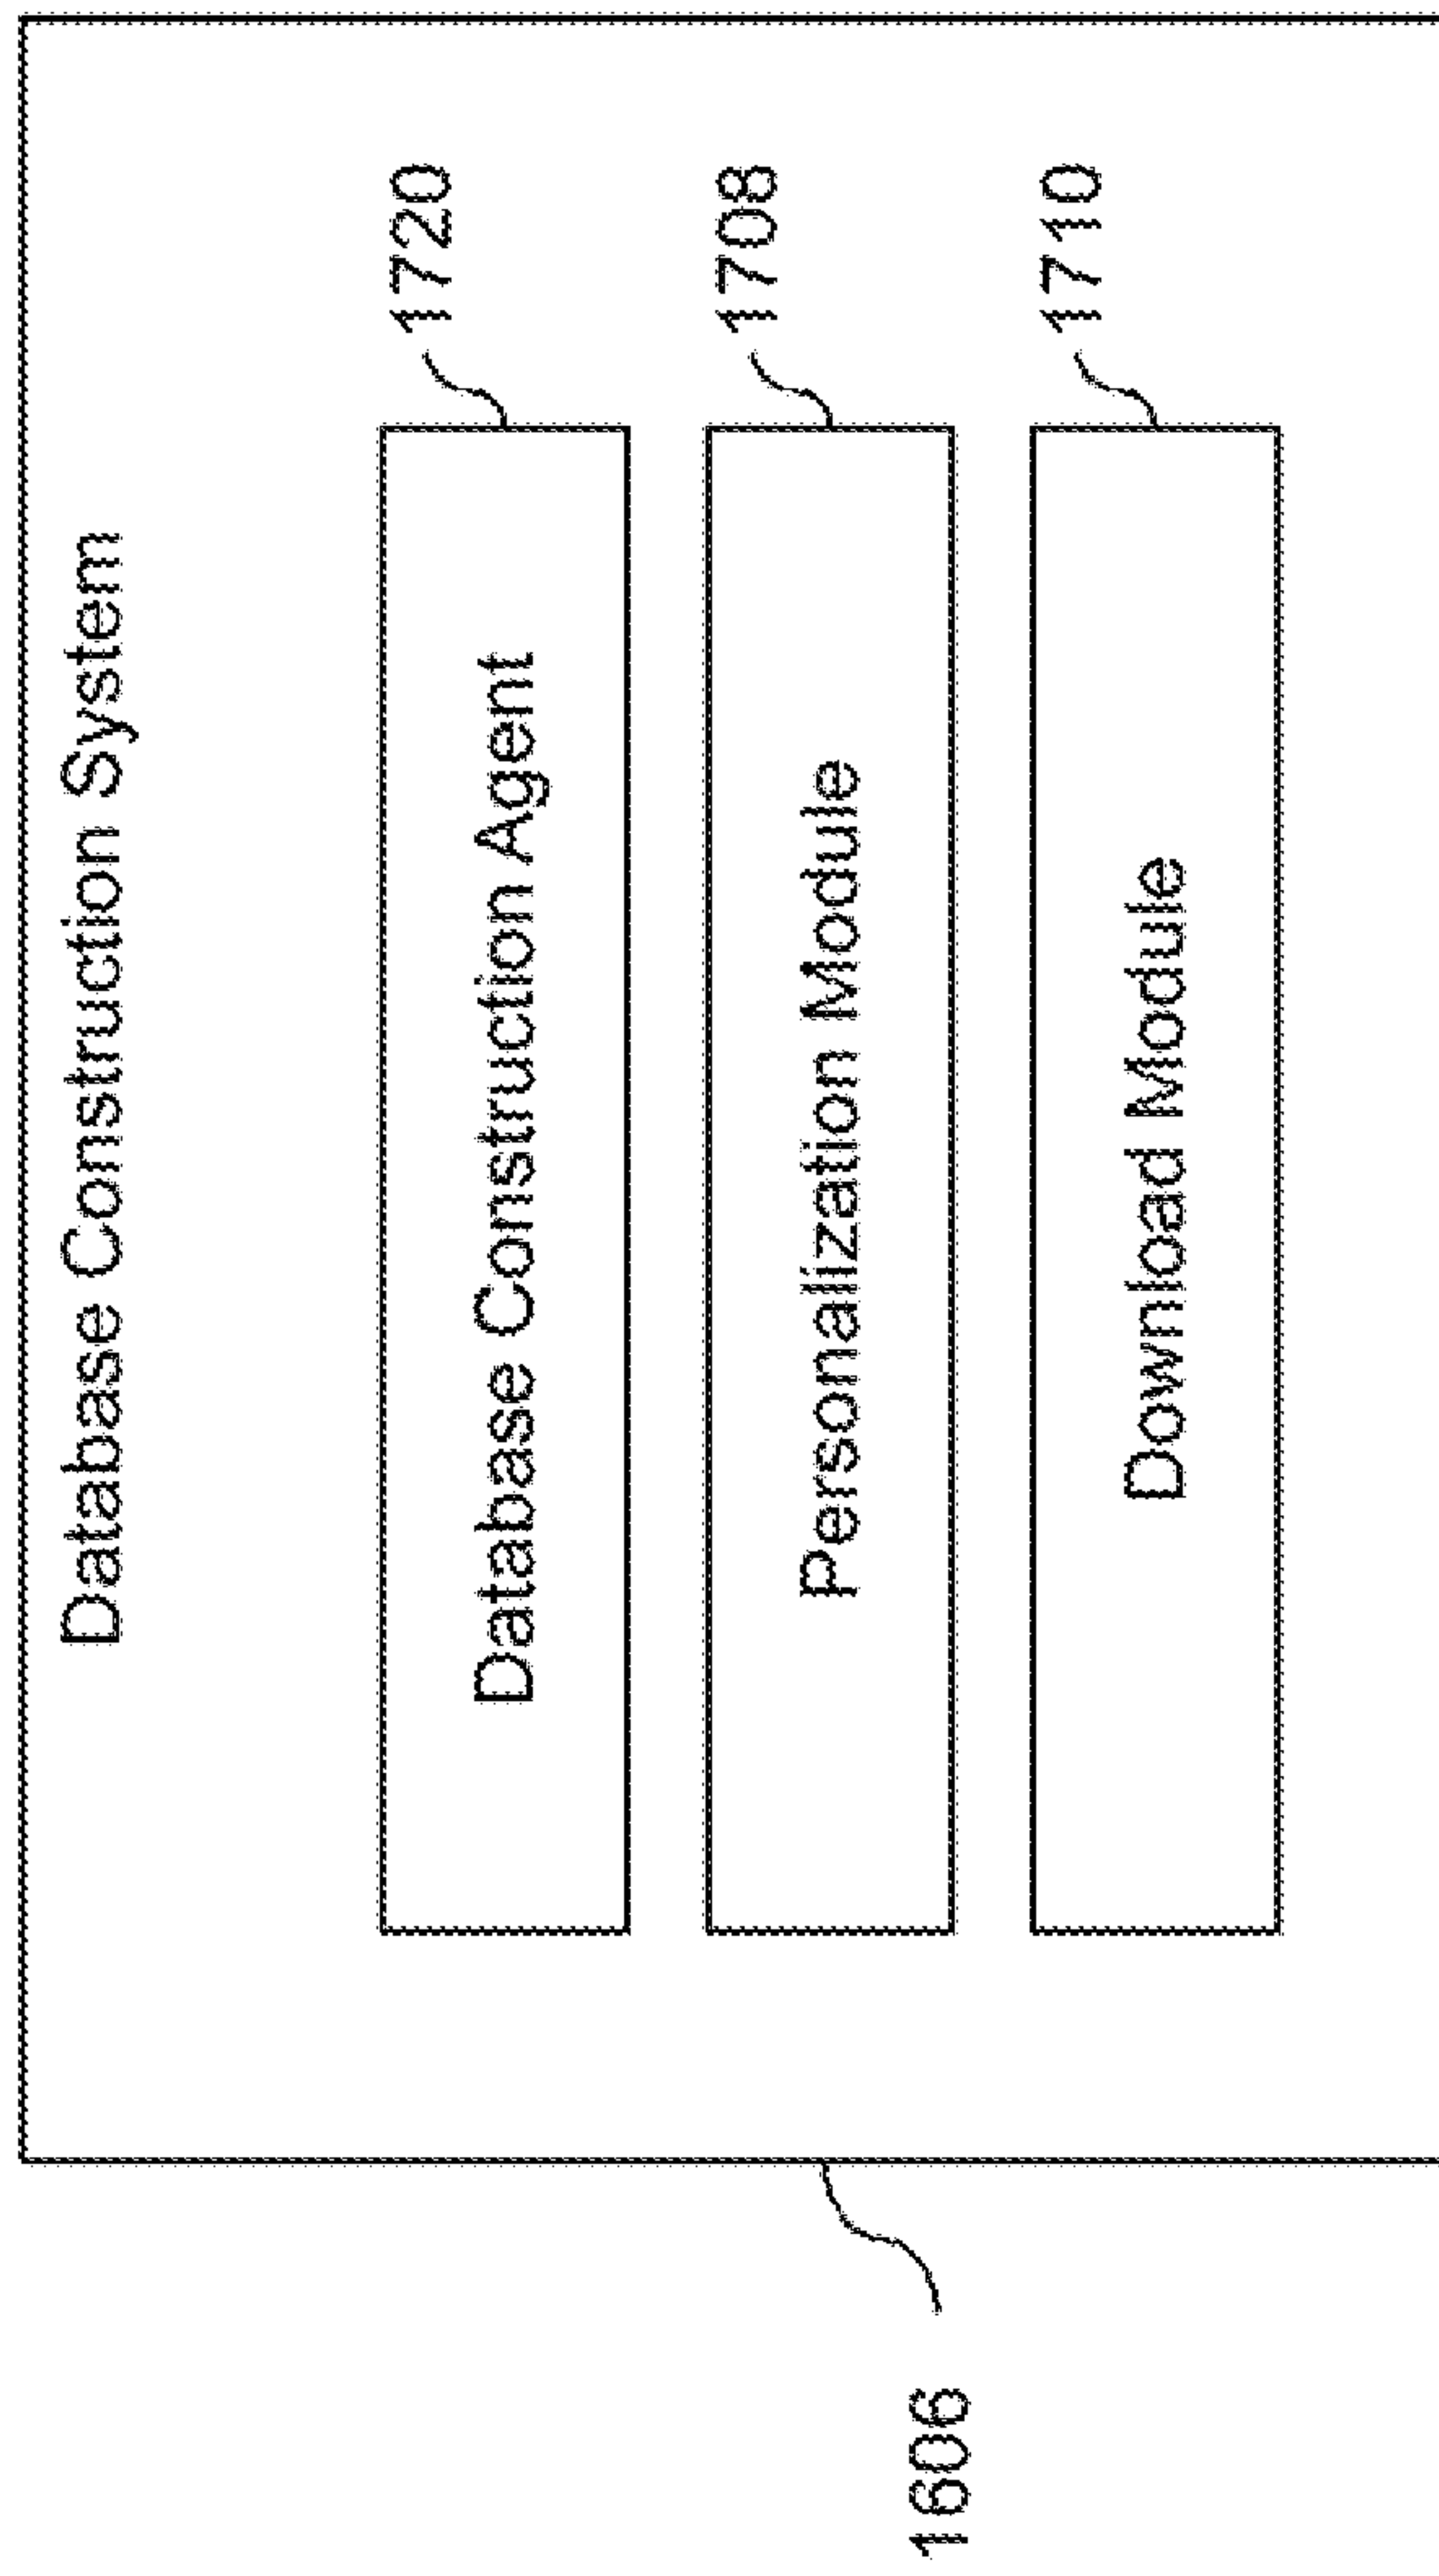 Database Construction System
Database Construction Agent
1720
Personalization Module
1708
Download Module
1710
1606